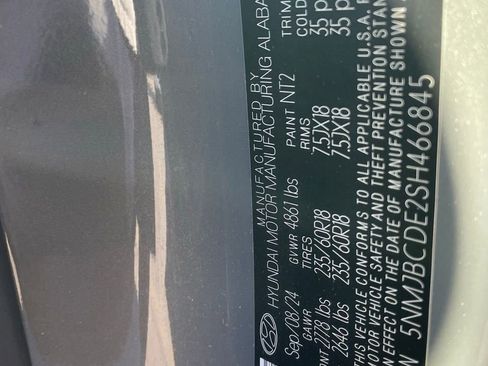 MANUFACTURED BY
HYUNDAI MOTOR MANUFACTURING ALABA
Sep/08/24 GVWR 4861 lbs PAINT NT2 TRIM
GAWR TIRES RIMS COLD
NT 2778 lbs 235/60R18 7.5JX18 35 p
2646 lbs 235/60R18 7.5JX18 35 p
THIS VEHICLE CONFORMS TO ALL APPLICABLE U.S.A.
MOTOR VEHICLE SAFETY AND THEFT PREVENTION STAN
ON THE DATE OF MANUFACTURE SHOWN
N 5NMJBCDE2SH466845